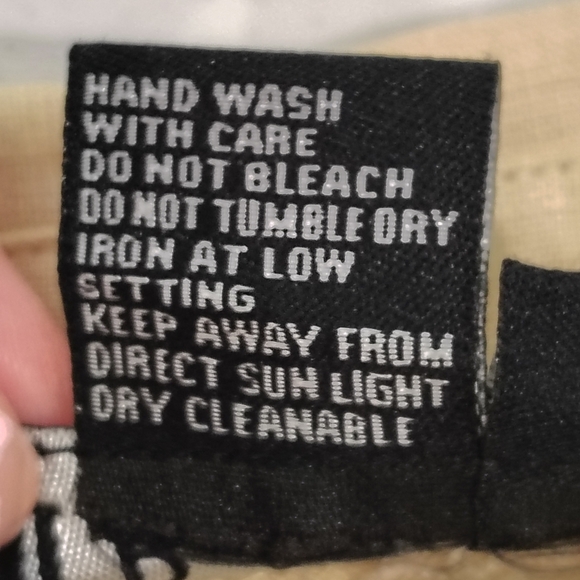 HAND WASH
WITH CARE
DO NOT BLEACH
DO NOT TUMBLE DRY
IRON AT LOW
SETTING
KEEP AWAY FROM
DIRECT SUN LIGHT
DRY CLEANABLE